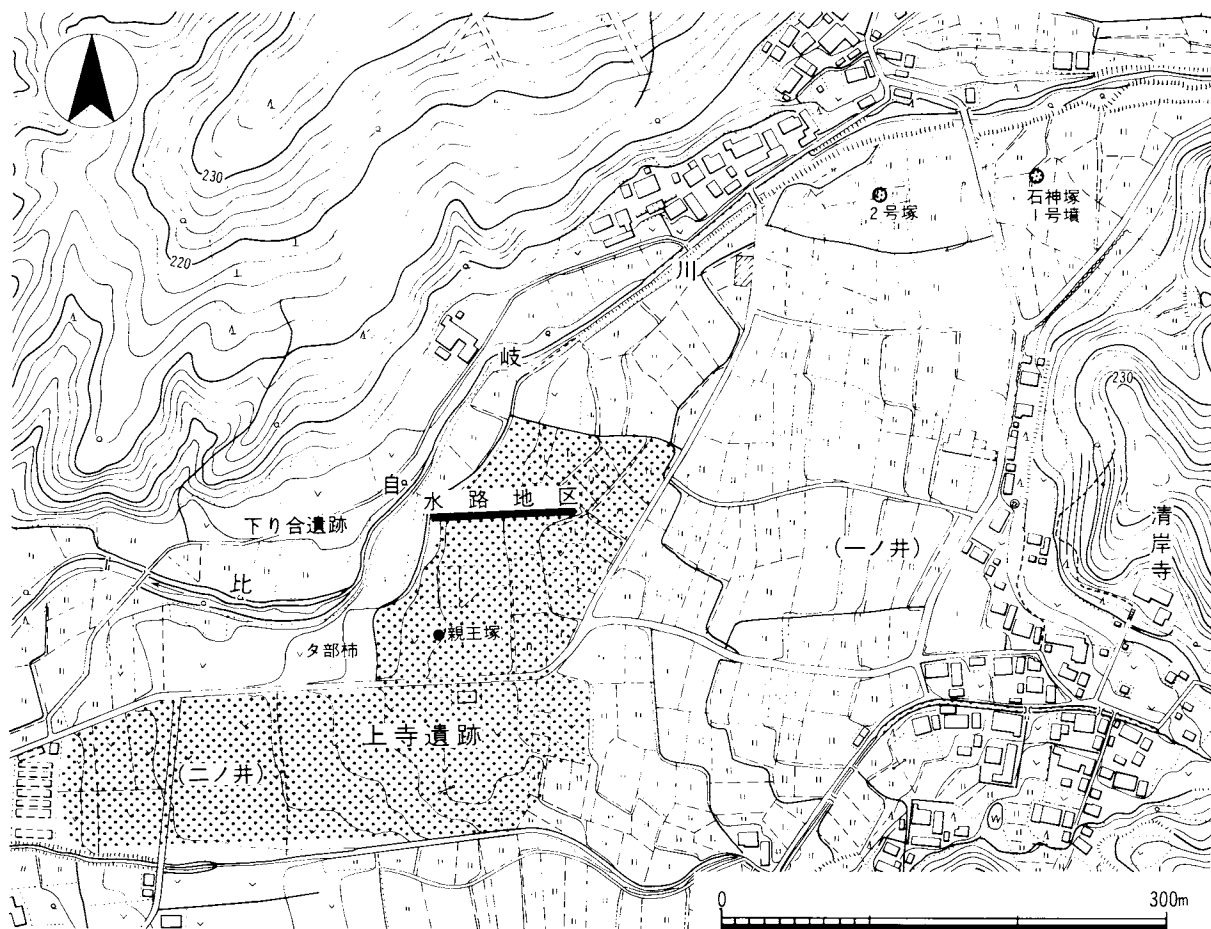 230
220
石神塚
1号墳
2号塚
川
岐
自
比
230
水路地区
下り合遺跡
(一ノ井)
清岸寺
親王塚
タ部柿
上寺遺跡
(二ノ井)
W
0
300m